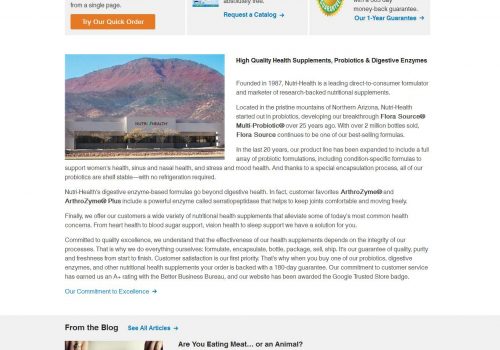 from a single page.
Try Our Quick Order
absolutely free.
Request a Catalog
money-back guarantee.
Our 1-Year Guarantee
NUTRI HEALTH
High Quality Health Supplements, Probiotics & Digestive Enzymes
Founded in 1987, Nutri-Health is a leading direct-to-consumer formulator
and marketer of research-backed nutritional supplements.
Located in the pristine mountains of Northern Arizona, Nutri-Health
started out in probiotics, developing our breakthrough Flora Source®
Multi-Probiotic® over 25 years ago. With over 2 million bottles sold,
Flora Source continues to be one of our best-selling formulas.
In the last 20 years, our product line has been expanded to include a full
array of probiotic formulations, including condition-specific formulas to
support women's health, sinus and nasal health, and stress and mood health. And thanks to a special encapsulation process, all of our
probiotics are shelf stable—with no refrigeration required.
Nutri-Health's digestive enzyme-based formulas go beyond digestive health. In fact, customer favorites ArthroZyme® and
ArthroZyme® Plus include a powerful enzyme called serratiopeptidase that helps to keep joints comfortable and moving freely.
Finally, we offer our customers a wide variety of nutritional health supplements that alleviate some of today's most common health
concerns. From heart health to blood sugar support, vision health to sleep support we have a solution for you.
Committed to quality excellence, we understand that the effectiveness of our health supplements depends on the integrity of our
processes. That is why we do everything ourselves: formulate, encapsulate, bottle, package, sell, ship. It's our guarantee of quality, purity
and freshness from start to finish. Customer satisfaction is our first priority. That's why when you buy one of our probiotics, digestive
enzymes, and other nutritional health supplements your order is backed with a 180-day guarantee. Our commitment to customer service
has earned us an A+ rating with the Better Business Bureau, and our website has been awarded the Google Trusted Store badge.
Our Commitment to Excellence
From the Blog
See All Articles
Are You Eating Meat... or an Animal?